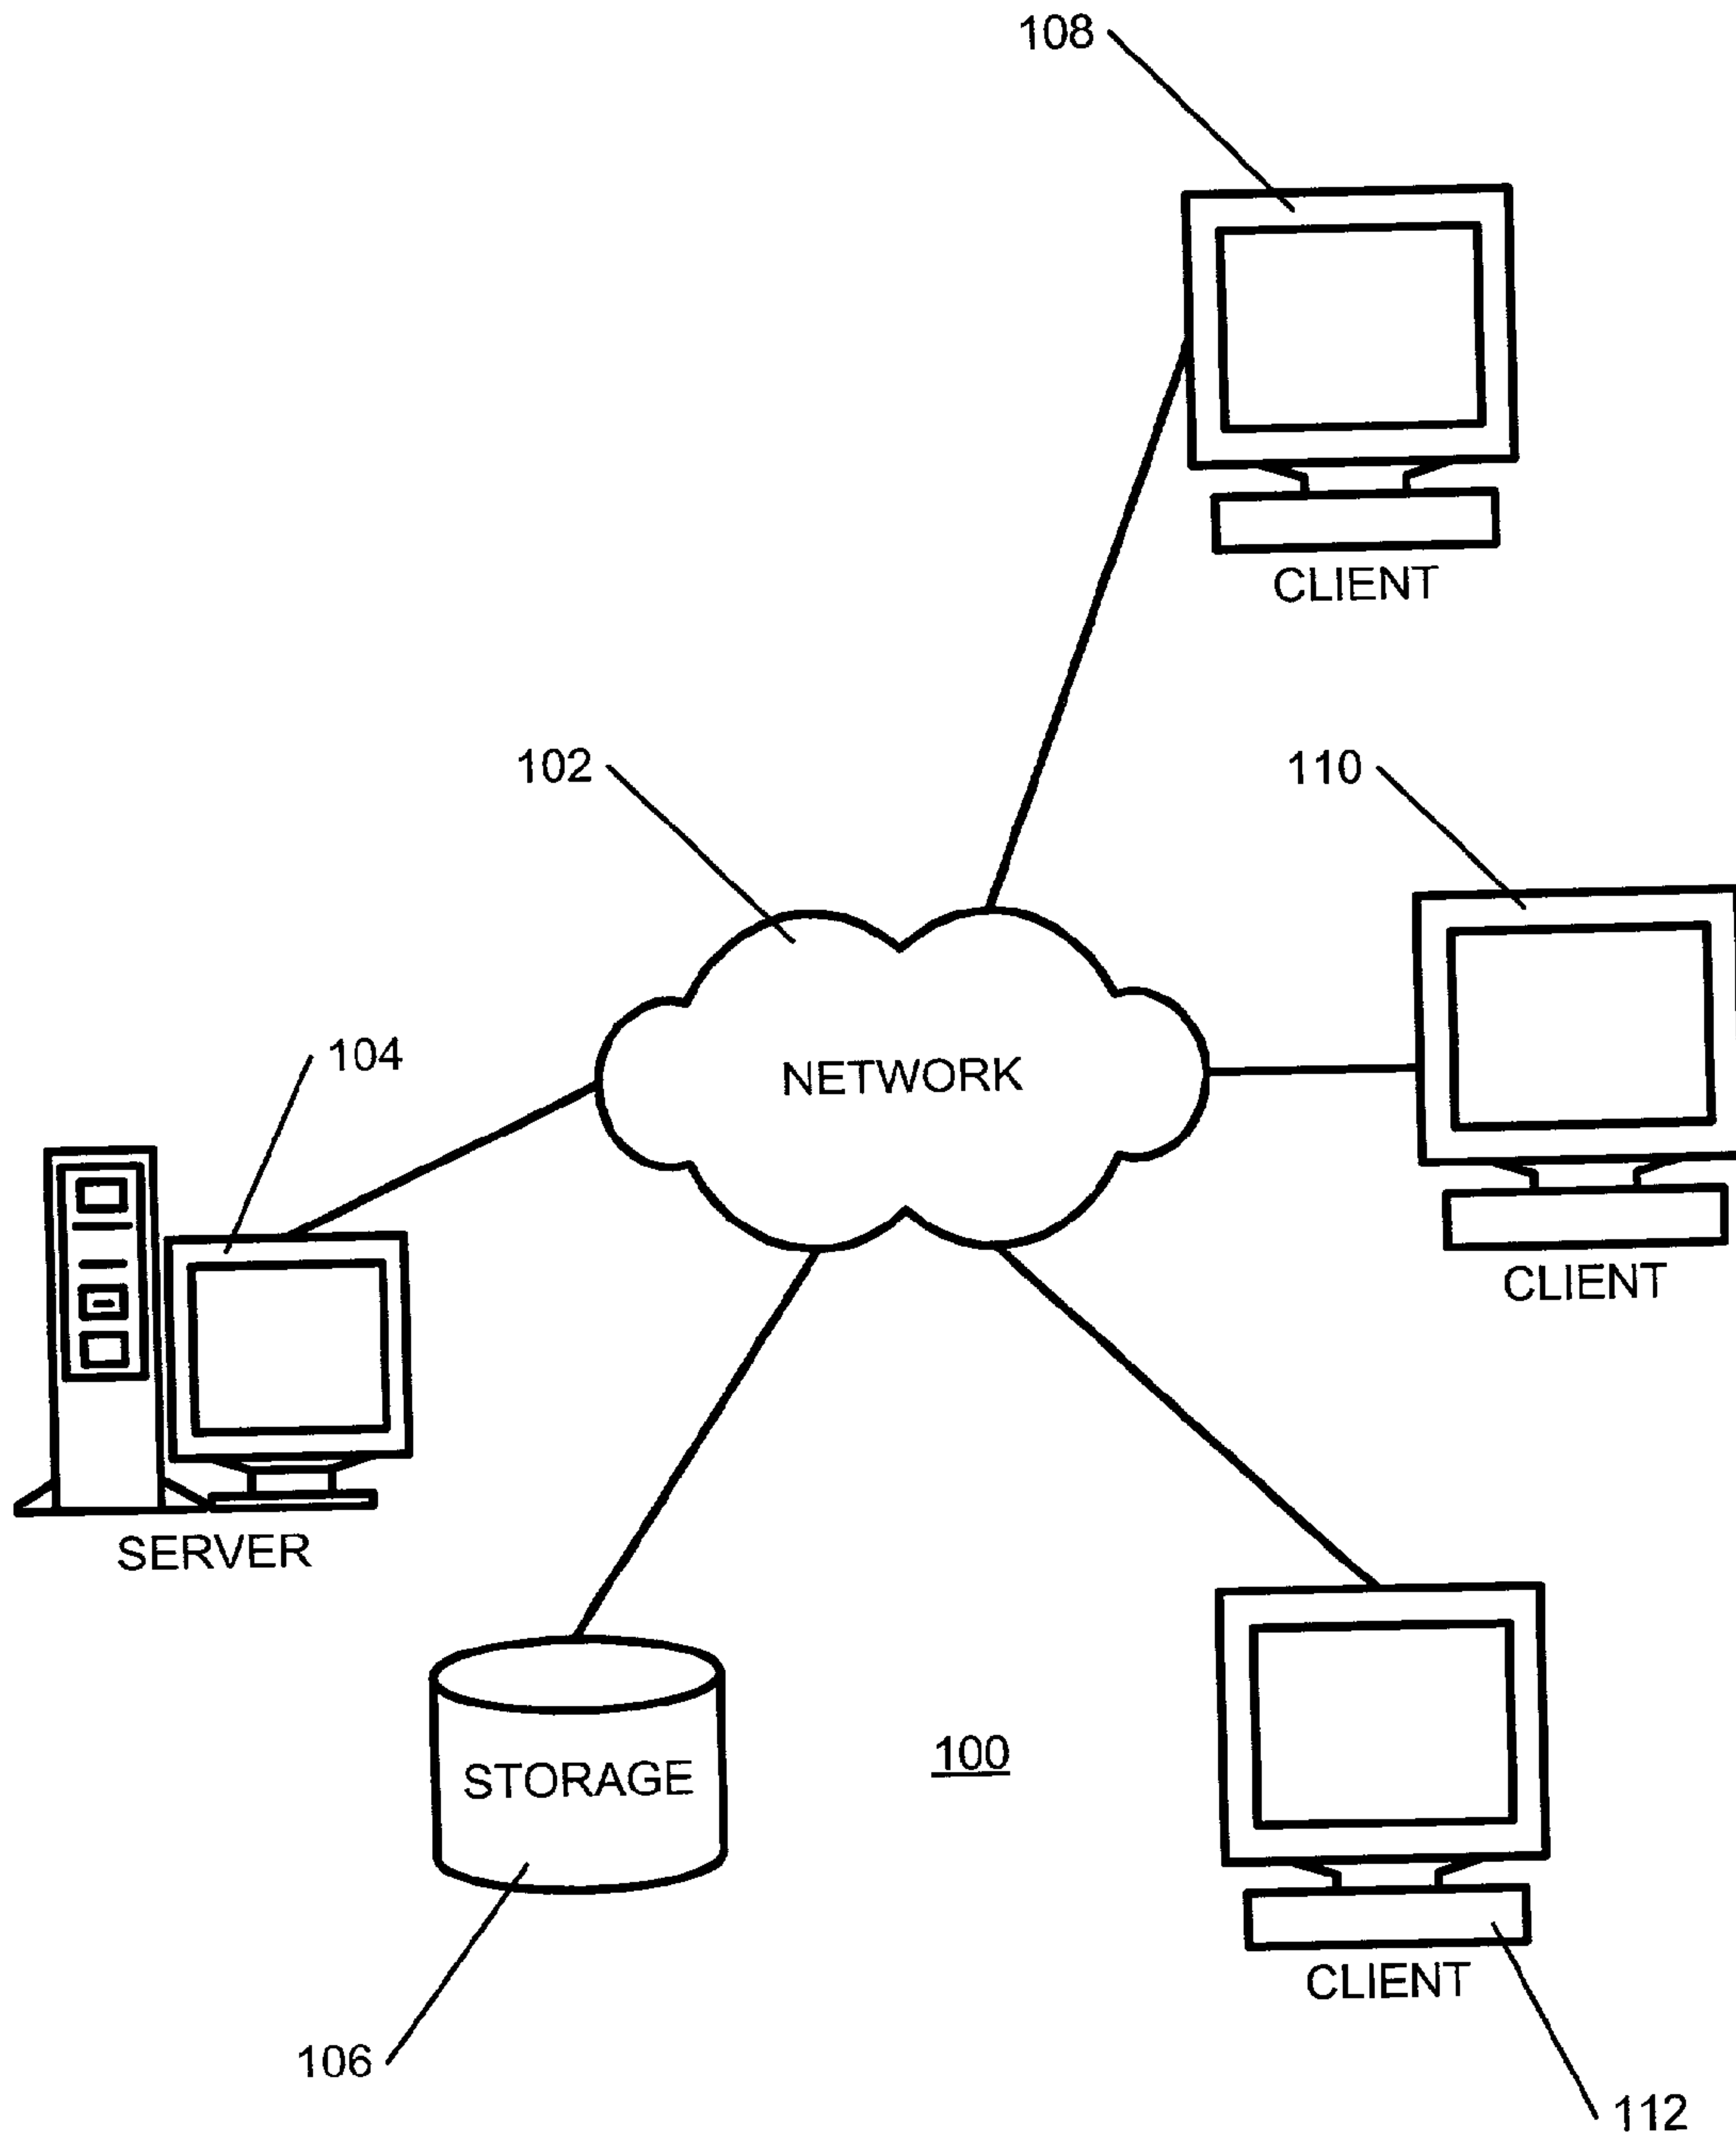 108
CLIENT
102
110
104
NETWORK
CLIENT
SERVER
STORAGE
100
CLIENT
106
112